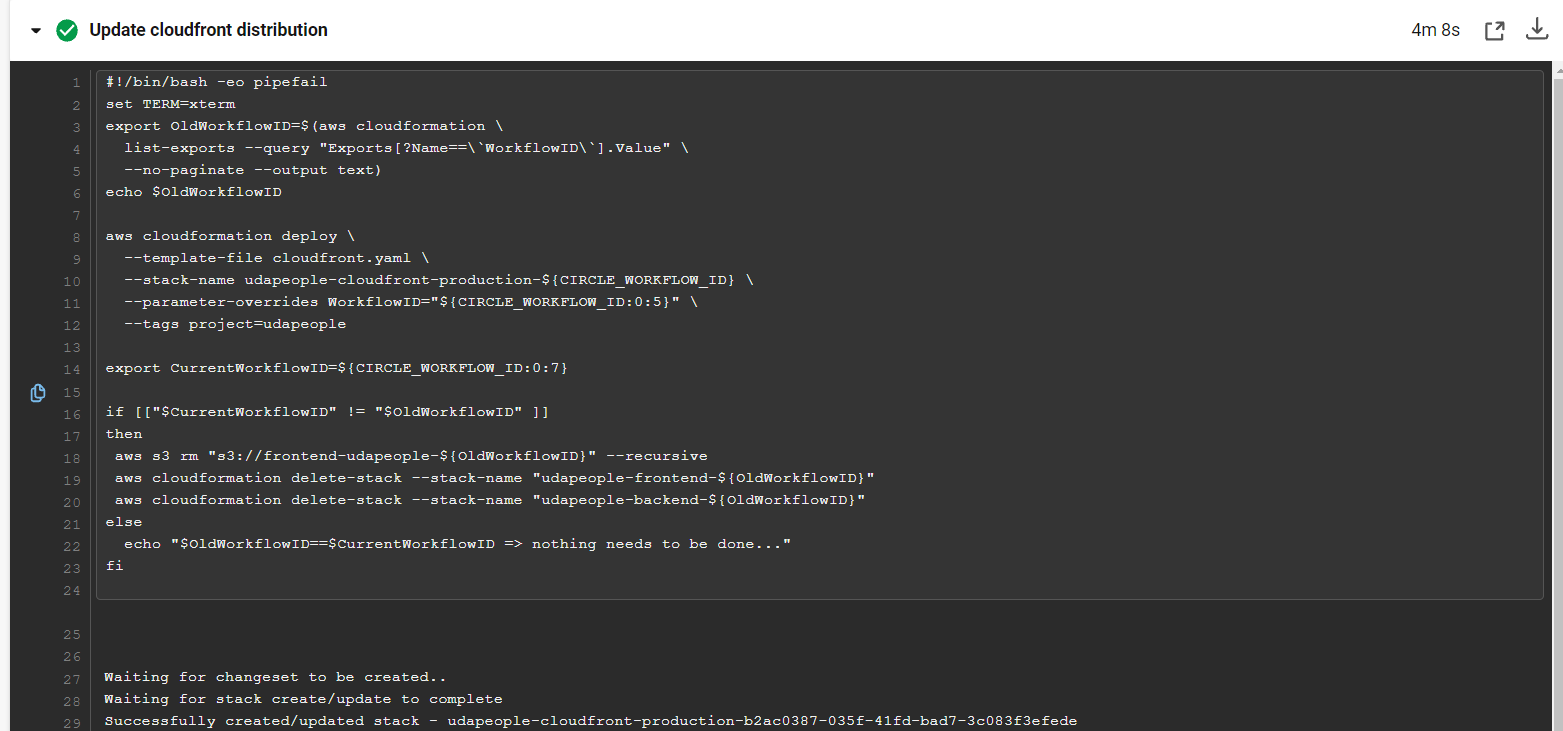 Update cloudfront distribution
4m 8s
1 #!/bin/bash -eo pipefail
2 set TERM=xterm
3 export OldWorkflowID=$(aws cloudformation \
4   list-exports --query "Exports[?Name==\`WorkflowID\`].Value" \
5   --no-paginate --output text)
6 echo $OldWorkflowID
7
8 aws cloudformation deploy \
9   --template-file cloudfront.yaml \
10   --stack-name udapeople-cloudfront-production-${CIRCLE_WORKFLOW_ID} \
11   --parameter-overrides WorkflowID="${CIRCLE_WORKFLOW_ID:0:5}" \
12   --tags project=udapeople
13
14 export CurrentWorkflowID=${CIRCLE_WORKFLOW_ID:0:7}
15
16 if [["$CurrentWorkflowID" != "$OldWorkflowID" ]]
17 then
18  aws s3 rm "s3://frontend-udapeople-${OldWorkflowID}" --recursive
19  aws cloudformation delete-stack --stack-name "udapeople-frontend-${OldWorkflowID}"
20  aws cloudformation delete-stack --stack-name "udapeople-backend-${OldWorkflowID}"
21 else
22   echo "$OldWorkflowID==$CurrentWorkflowID => nothing needs to be done..."
23 fi
24
25
26
27 Waiting for changeset to be created..
28 Waiting for stack create/update to complete
29 Successfully created/updated stack - udapeople-cloudfront-production-b2ac0387-035f-41fd-bad7-3c083f3efede